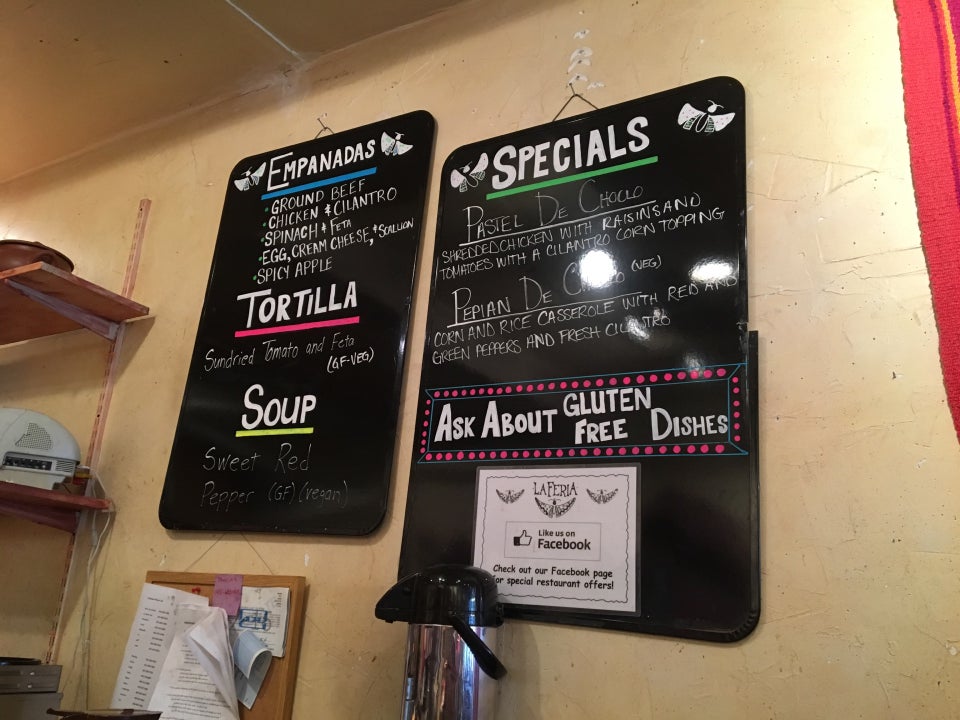 EMPANADAS
• GROUND BEEF
• CHICKEN & CILANTRO
• SPINACH & FETA
• EGG, CREAM CHEESE, & SCALLION
• SPICY APPLE
TORTILLA
Sundried Tomato and Feta
(GF-VEG)
SOUP
Sweet Red
Pepper (GF) (vegan)
SPECIALS
PASTEL DE CHOCLO
SHREDDED CHICKEN WITH RAISINS AND
TOMATOES WITH A CILANTRO CORN TOPPING
PEPIAN DE (VEG)
CORN AND RICE CASSEROLE WITH RED AND
GREEN PEPPERS AND FRESH CILANTRO
ASK ABOUT GLUTEN FREE DISHES
LA FERIA
Like us on
Facebook
Check out our Facebook page
for special restaurant offers!